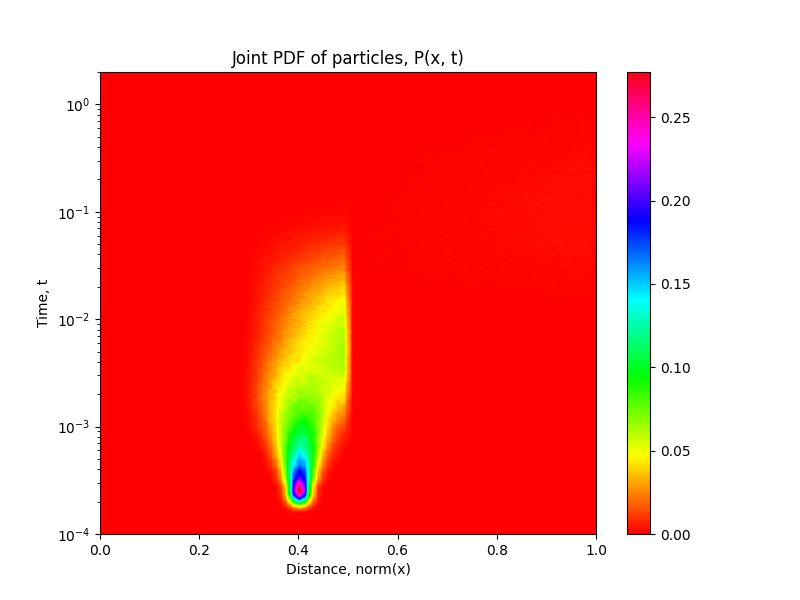 Joint PDF of particles, P(x, t)
10⁰
10⁻¹
10⁻²
10⁻³
10⁻⁴
Time, t
0.0 0.2 0.4 0.6 0.8 1.0
Distance, norm(x)
0.25
0.20
0.15
0.10
0.05
0.00